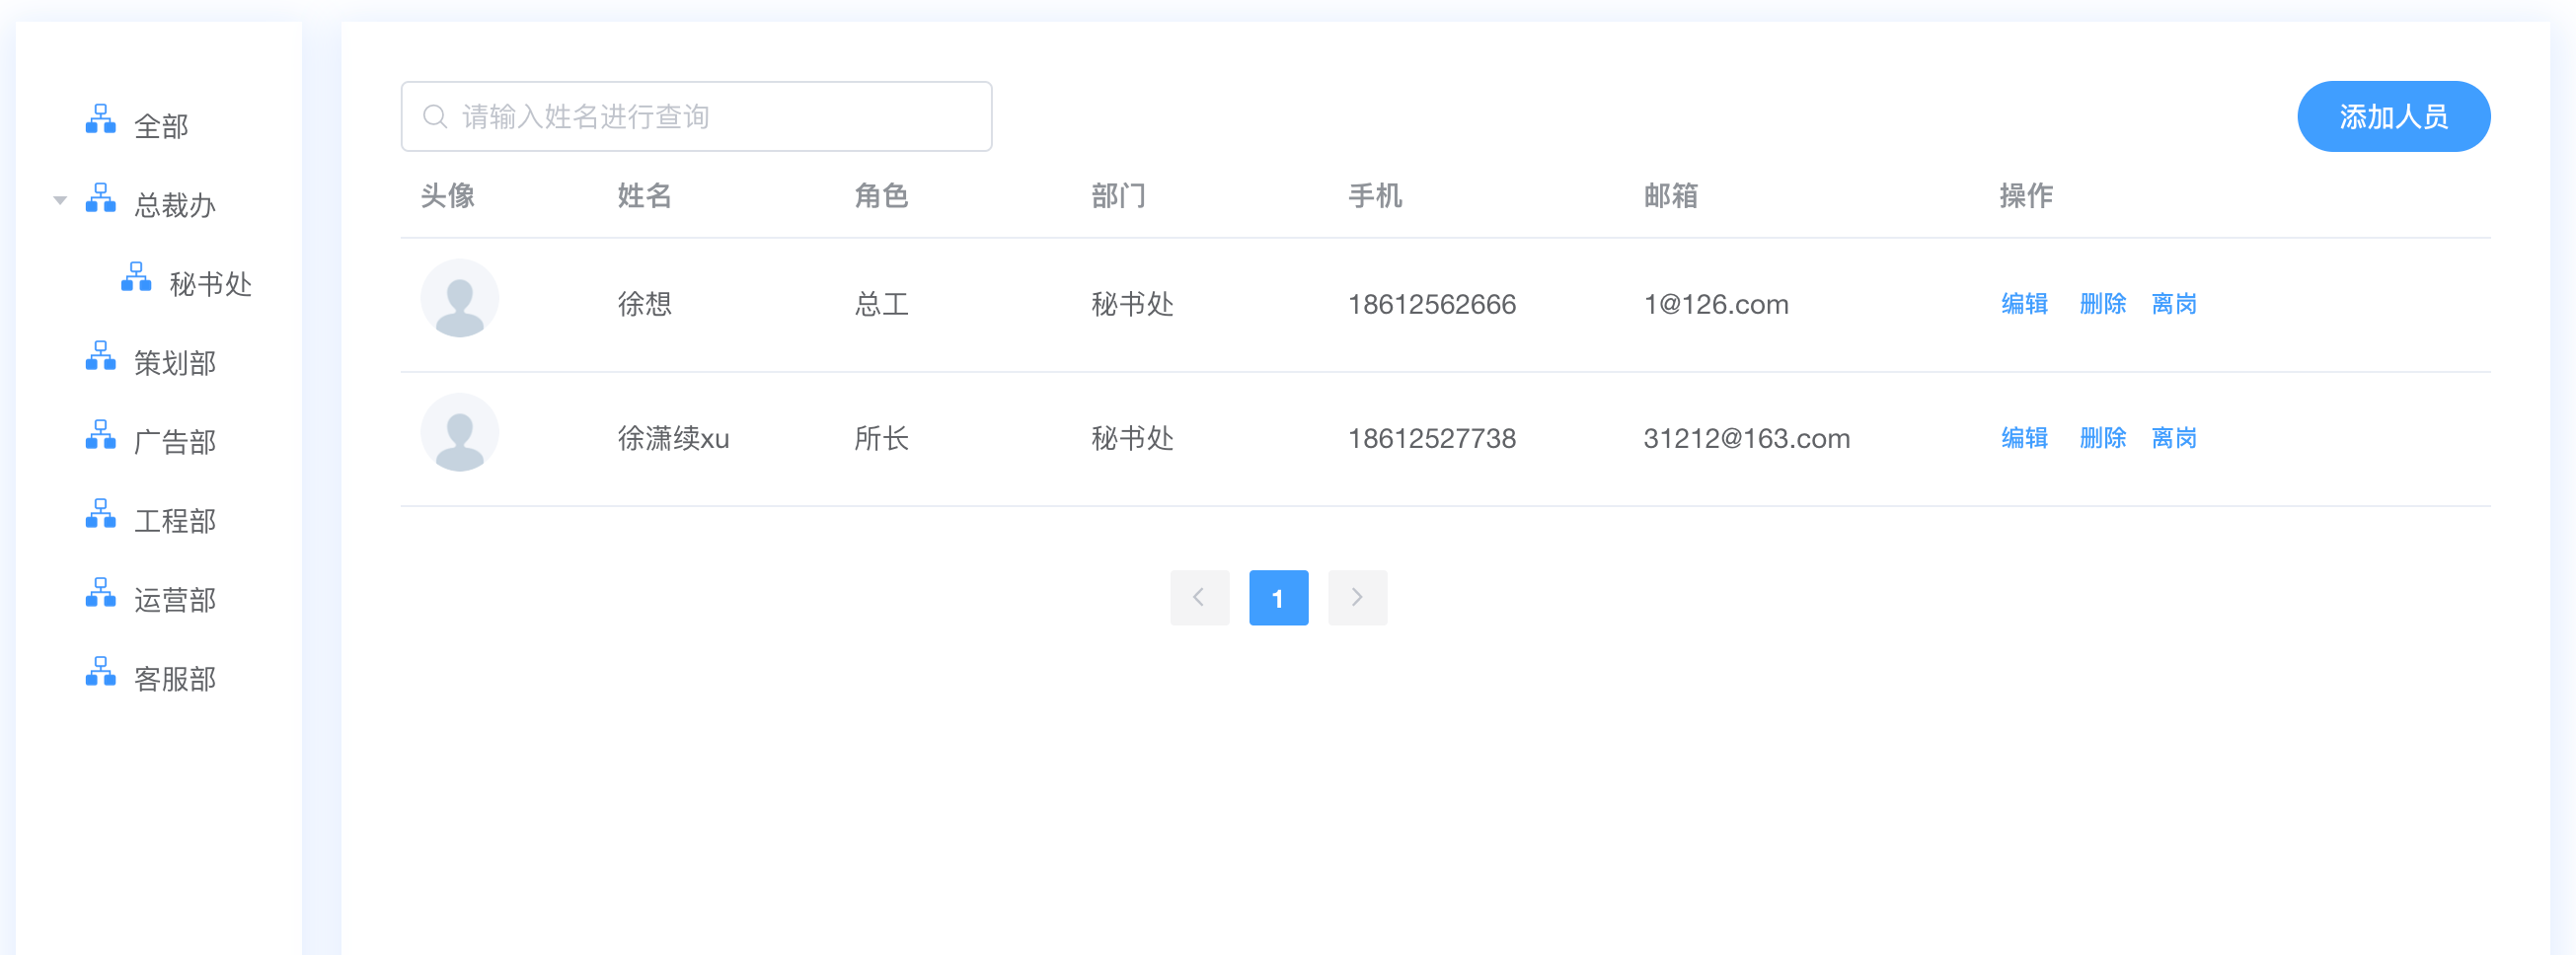 全部
总裁办
秘书处
策划部
广告部
工程部
运营部
客服部
请输入姓名进行查询
添加人员
头像 姓名 角色 部门 手机 邮箱 操作
徐想 总工 秘书处 18612562666 1@126.com 编辑 删除 离岗
徐潇续xu 所长 秘书处 18612527738 31212@163.com 编辑 删除 离岗
1